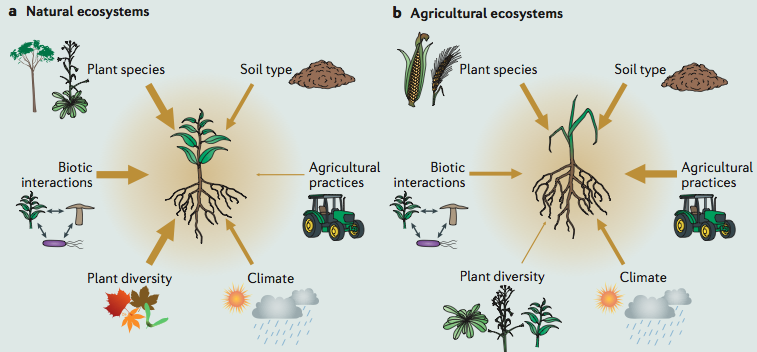 a Natural ecosystems
Plant species
Soil type
Biotic
interactions
Agricultural
practices
Plant diversity
Climate
b Agricultural ecosystems
Plant species
Soil type
Biotic
interactions
Agricultural
practices
Plant diversity
Climate